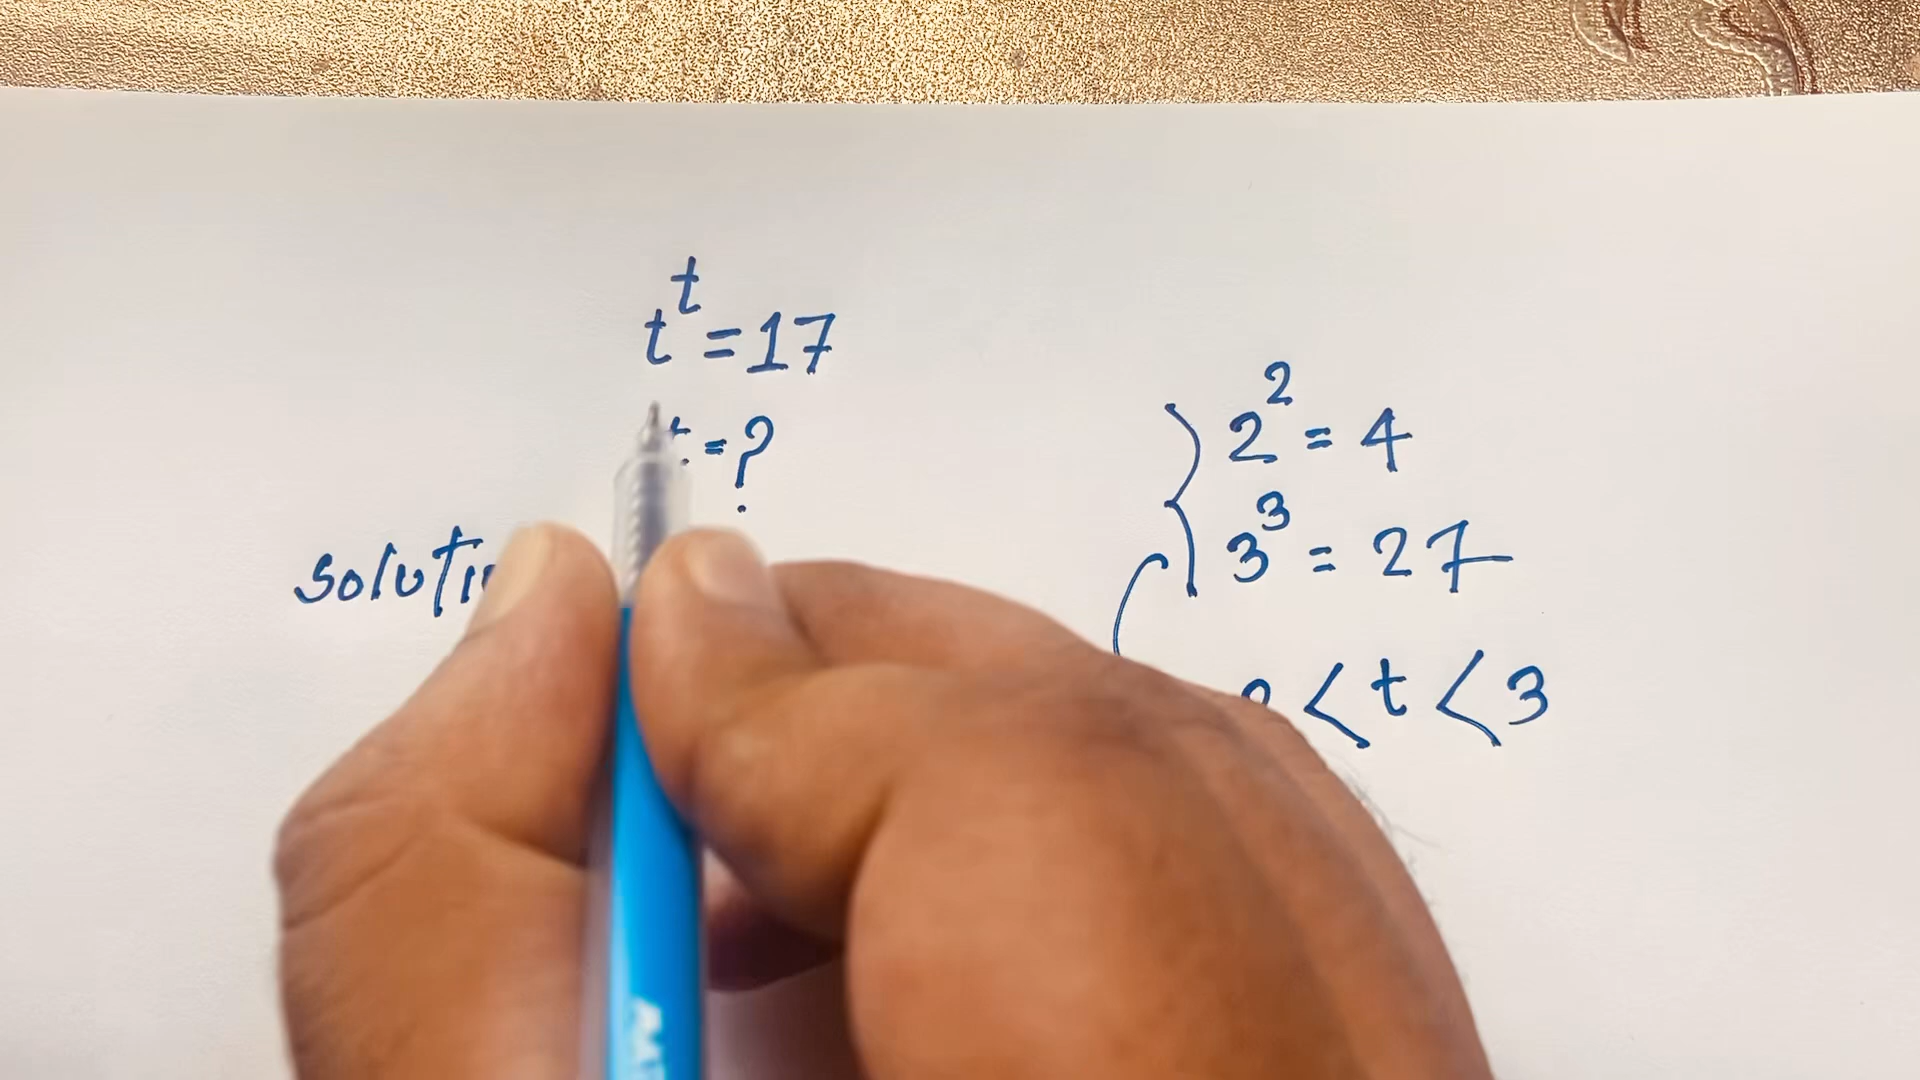 t^t = 17
t = ?
2^2 = 4
3^3 = 27
< t < 3